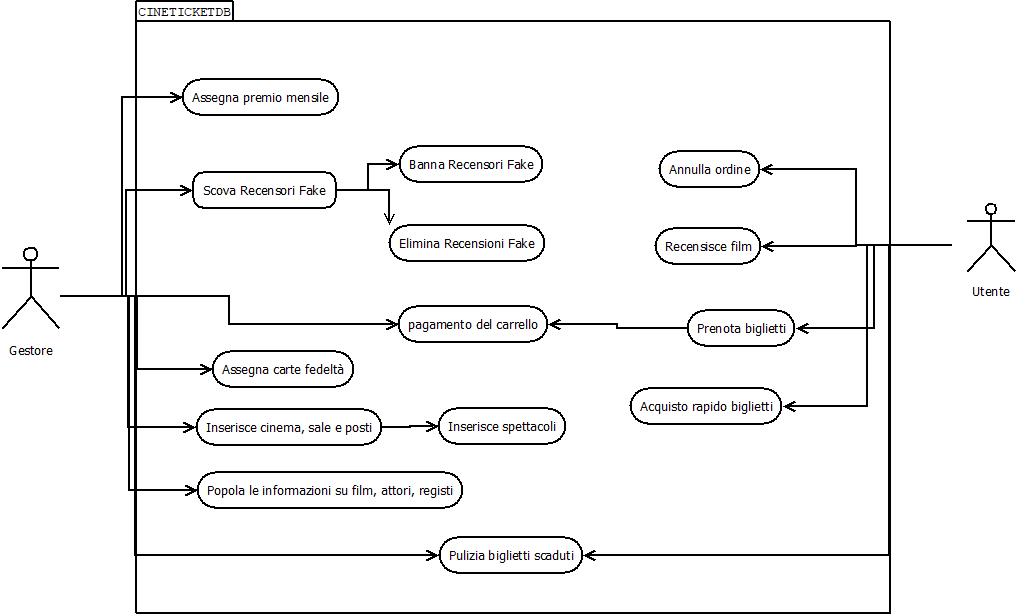 CINETICKETDB
Assegna premio mensile
Banna Recensori Fake
Annulla ordine
Scova Recensori Fake
Elimina Recensioni Fake
Recensisce film
Utente
pagamento del carrello
Prenota biglietti
Gestore
Assegna carte fedeltà
Acquisto rapido biglietti
Inserisce cinema, sale e posti
Inserisce spettacoli
Popola le informazioni su film, attori, registi
Pulizia biglietti scaduti